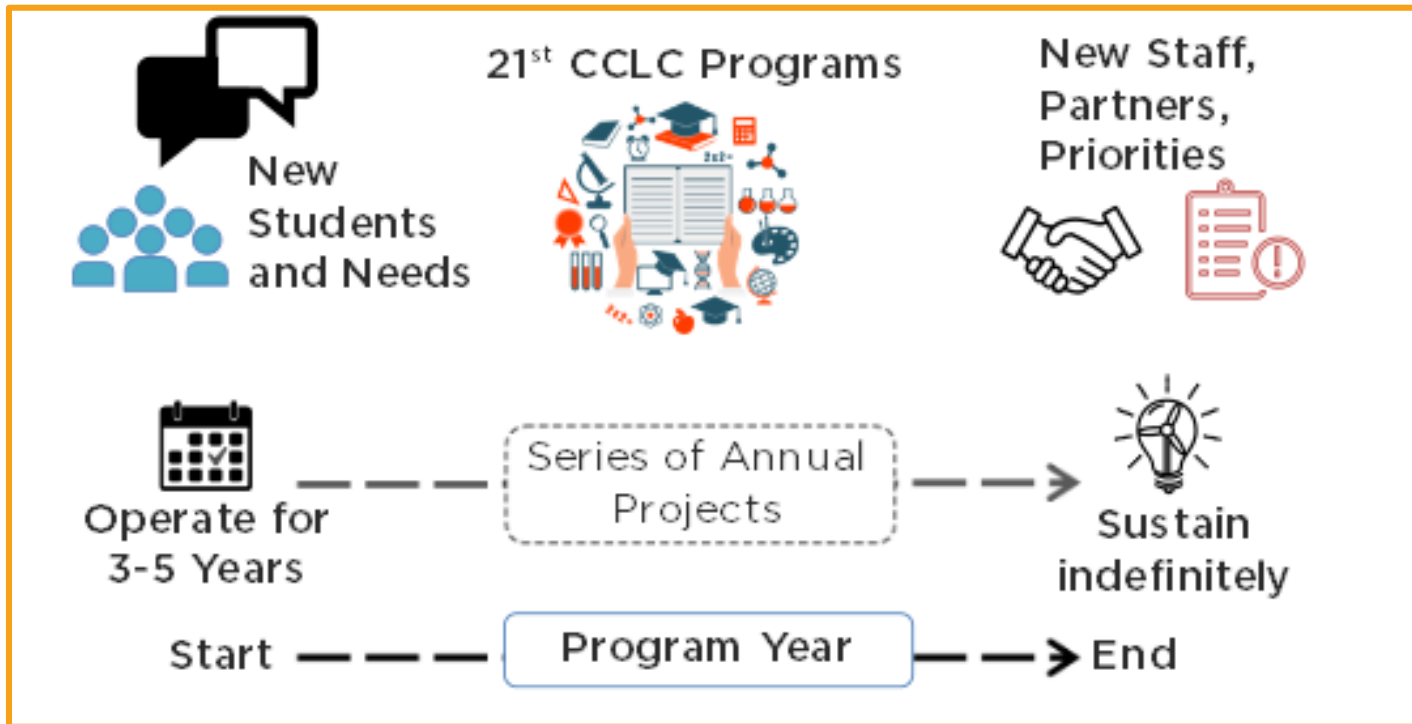 21st CCLC Programs
New
Students
and Needs
New Staff,
Partners,
Priorities
Operate for
3-5 Years
Series of Annual
Projects
Sustain
indefinitely
Start
Program Year
End